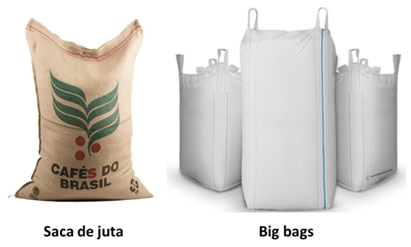 CAFÉS DO
BRASIL
Saca de juta
Big bags